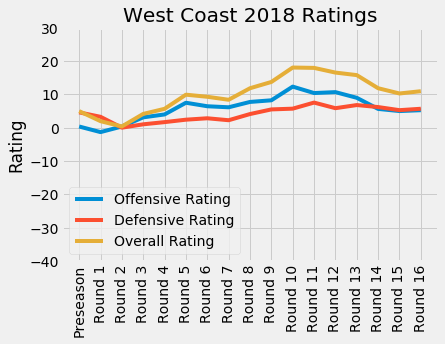 West Coast 2018 Ratings
Rating
30
20
10
0
−10
−20
−30
−40
Offensive Rating
Defensive Rating
Overall Rating
Preseason
Round 1
Round 2
Round 3
Round 4
Round 5
Round 6
Round 7
Round 8
Round 9
Round 10
Round 11
Round 12
Round 13
Round 14
Round 15
Round 16